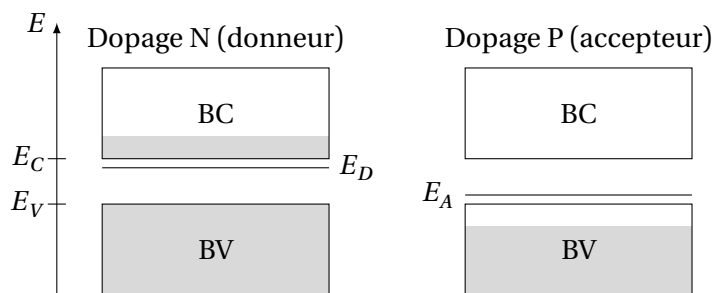 E
Dopage N (donneur)
Dopage P (accepteur)
BC
BC
E_C
E_D
E_V
E_A
BV
BV